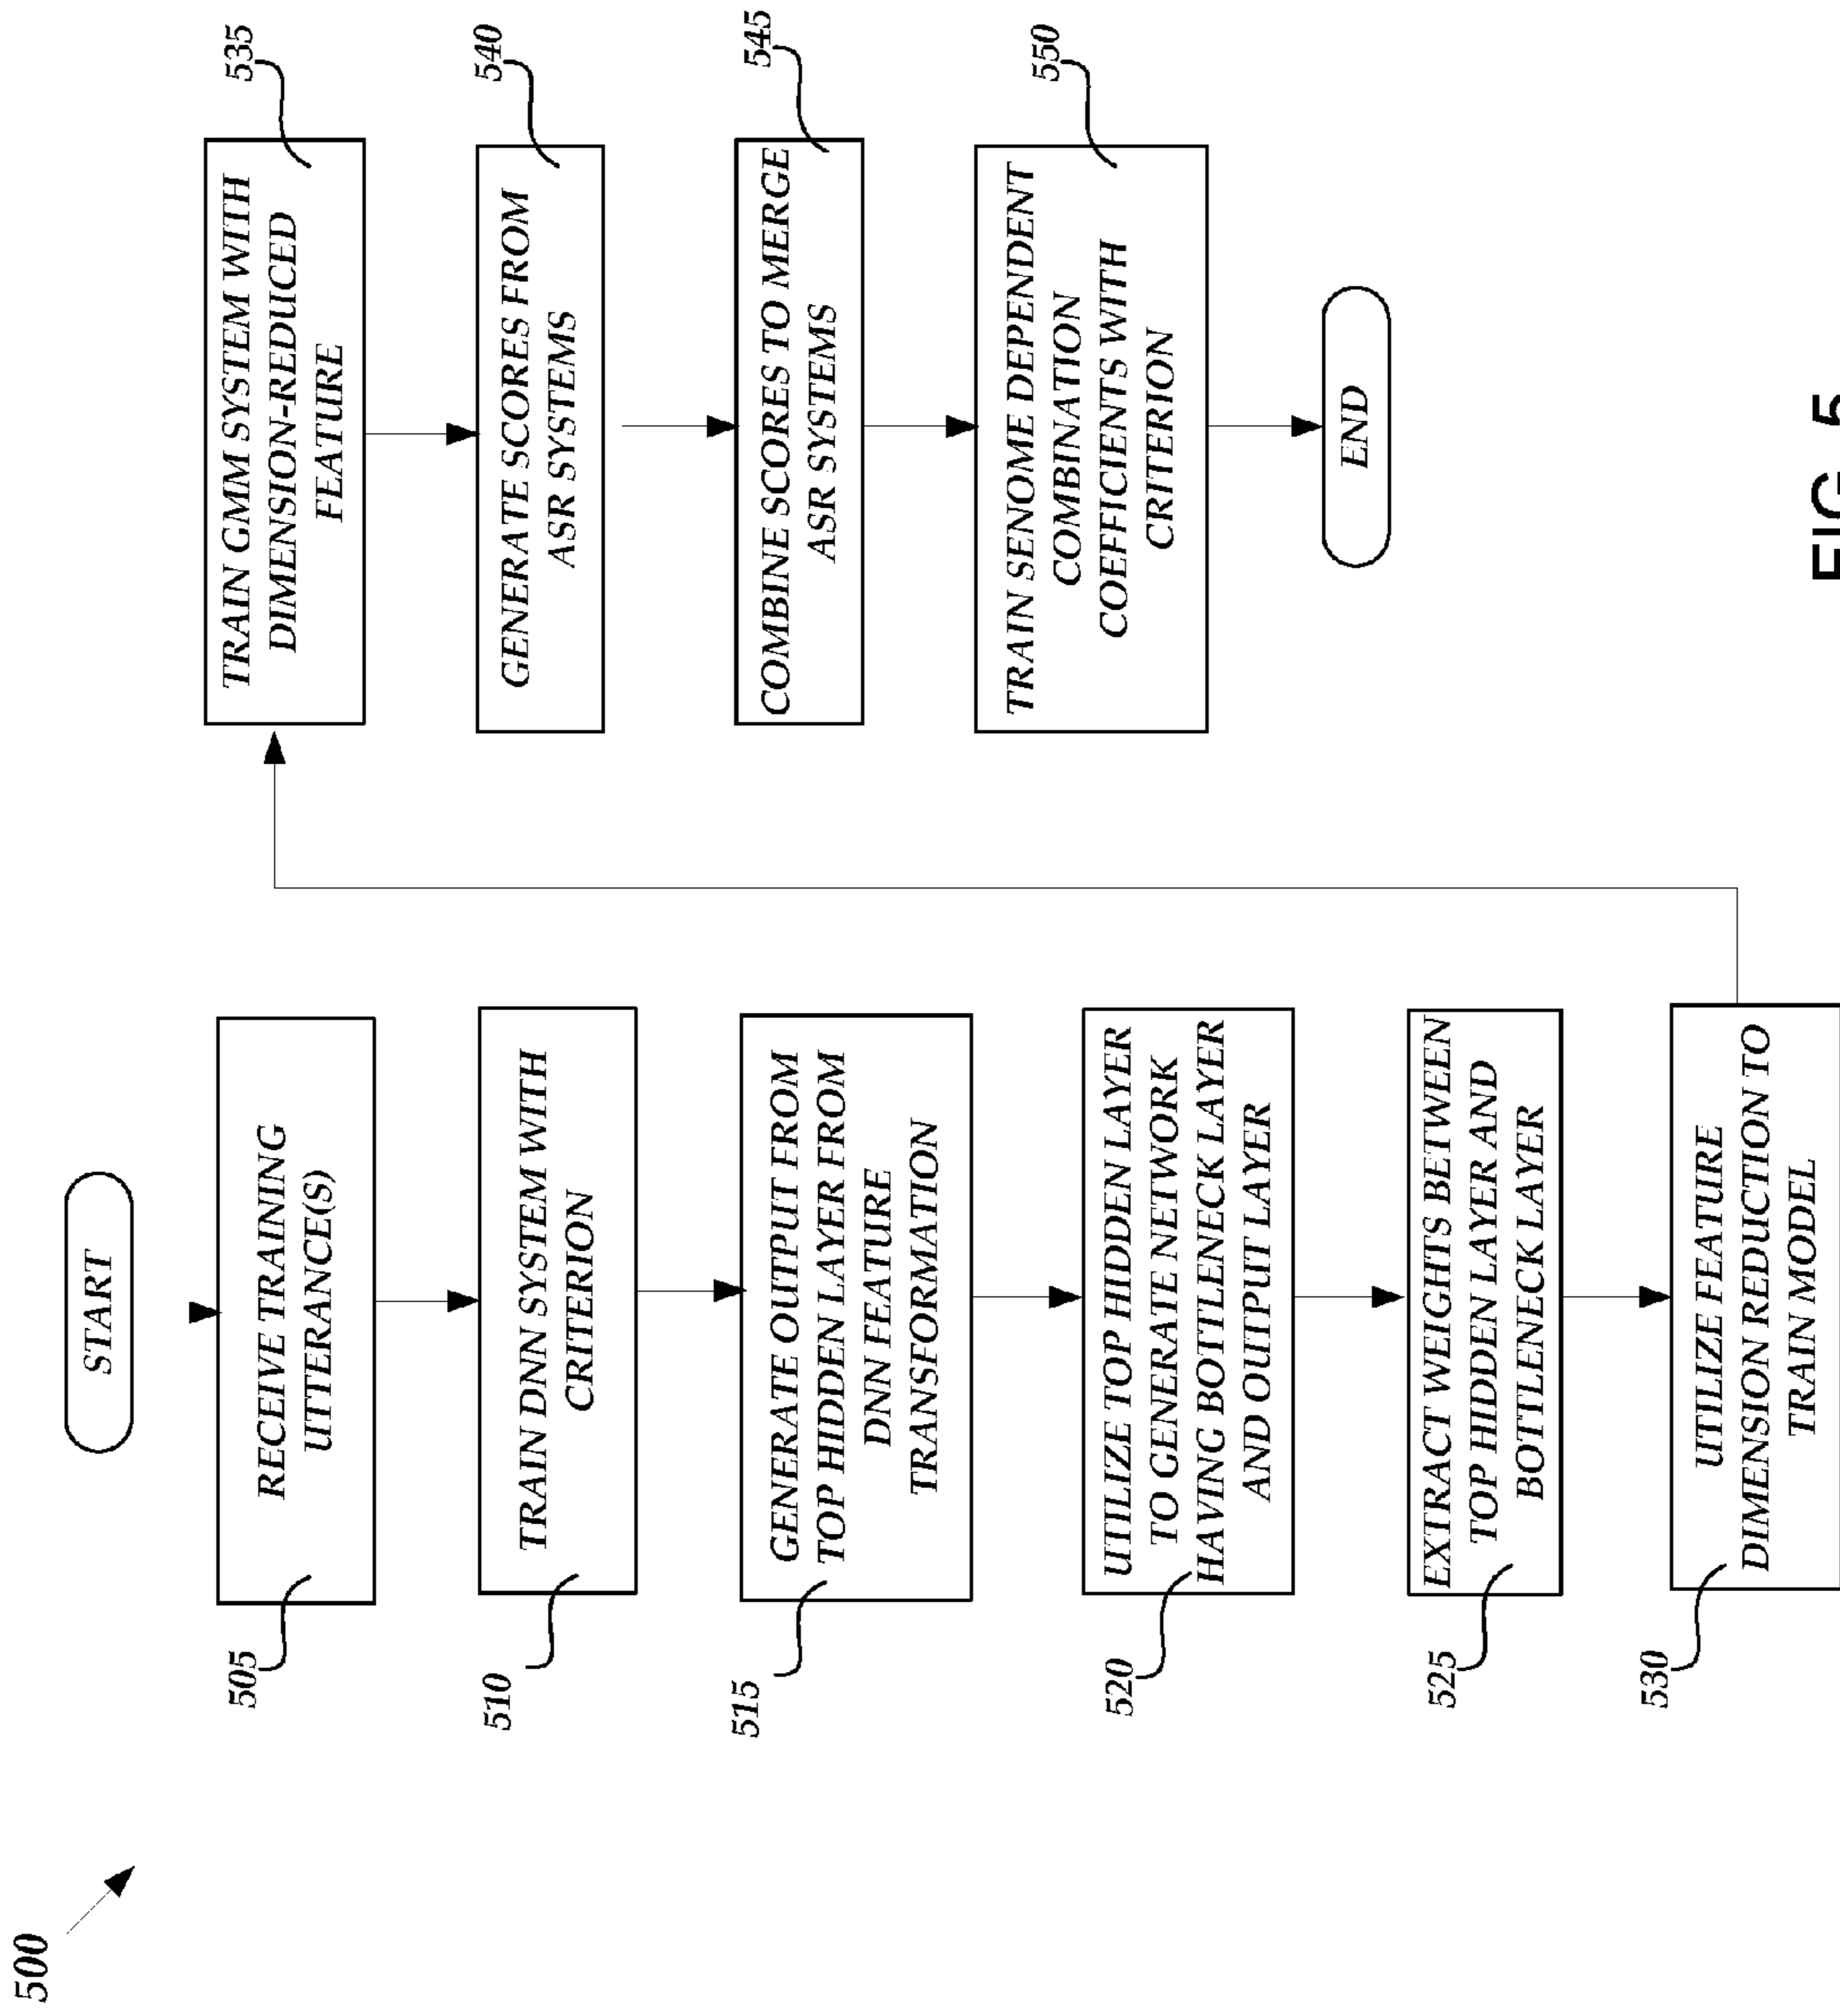 500
START
505
RECEIVE TRAINING
UTTERANCE(S)
510
TRAIN DNN SYSTEM WITH
CRITERION
515
GENERATE OUTPUT FROM
TOP HIDDEN LAYER FROM
DNN FEATURE
TRANSFORMATION
520
UTILIZE TOP HIDDEN LAYER
TO GENERATE NETWORK
HAVING BOTTLENECK LAYER
AND OUTPUT LAYER
525
EXTRACT WEIGHTS BETWEEN
TOP HIDDEN LAYER AND
BOTTLENECK LAYER
530
UTILIZE FEATURE
DIMENSION REDUCTION TO
TRAIN MODEL
535
TRAIN GMM SYSTEM WITH
DIMENSION-REDUCED
FEATURE
540
GENERATE SCORES FROM
ASR SYSTEMS
545
COMBINE SCORES TO MERGE
ASR SYSTEMS
550
TRAIN SENOME DEPENDENT
COMBINATION
COEFFICIENTS WITH
CRITERION
END
FIG. 5